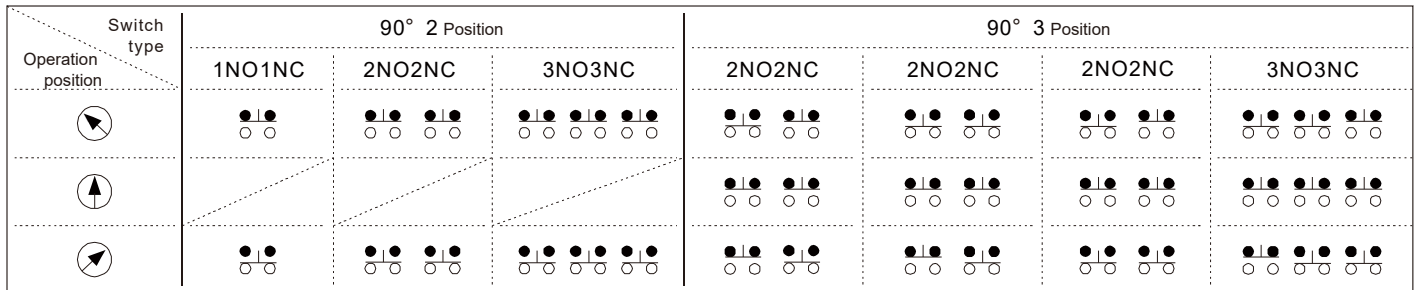 Switch
type
Operation
position
90° 2 Position
90° 3 Position
1NO1NC
2NO2NC
3NO3NC
2NO2NC
2NO2NC
2NO2NC
3NO3NC